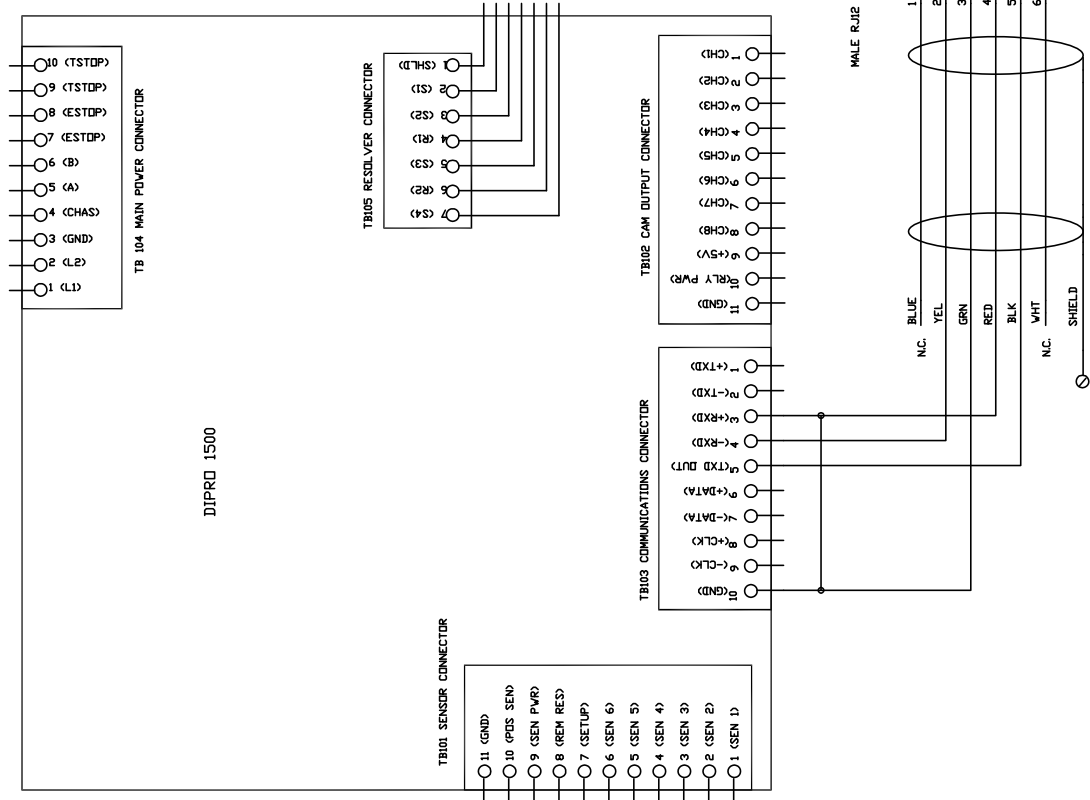 10 (TSTOP)
9 (TSTOP)
8 (ESTOP)
7 (ESTOP)
6 (B)
5 (A)
4 (CHAS)
3 (GND)
2 (L2)
1 (L1)
TB 104 MAIN POWER CONNECTOR
TB105 RESOLVER CONNECTOR
1 (SHLD)
2 (S1)
3 (S2)
4 (R1)
5 (S3)
6 (R2)
7 (S4)
TB102 CAM OUTPUT CONNECTOR
1 (CH1)
2 (CH2)
3 (CH3)
4 (CH4)
5 (CH5)
6 (CH6)
7 (CH7)
8 (CH8)
9 (+5V)
10 (RLY PWR)
11 (GND)
MALE RJ12
1
2
3
4
5
6
BLUE
YEL
GRN
RED
BLK
WHT
SHIELD
N.C.
N.C.
TB103 COMMUNICATIONS CONNECTOR
1 (+TXD)
2 (-TXD)
3 (+RXD)
4 (-RXD)
5 (TXD OUT)
6 (+DATA)
7 (-DATA)
8 (+CLK)
9 (-CLK)
10 (GND)
DIPRO 1500
TB101 SENSOR CONNECTOR
11 (GND)
10 (POS SEN)
9 (SEN PWR)
8 (REM RES)
7 (SETUP)
6 (SEN 6)
5 (SEN 5)
4 (SEN 4)
3 (SEN 3)
2 (SEN 2)
1 (SEN 1)